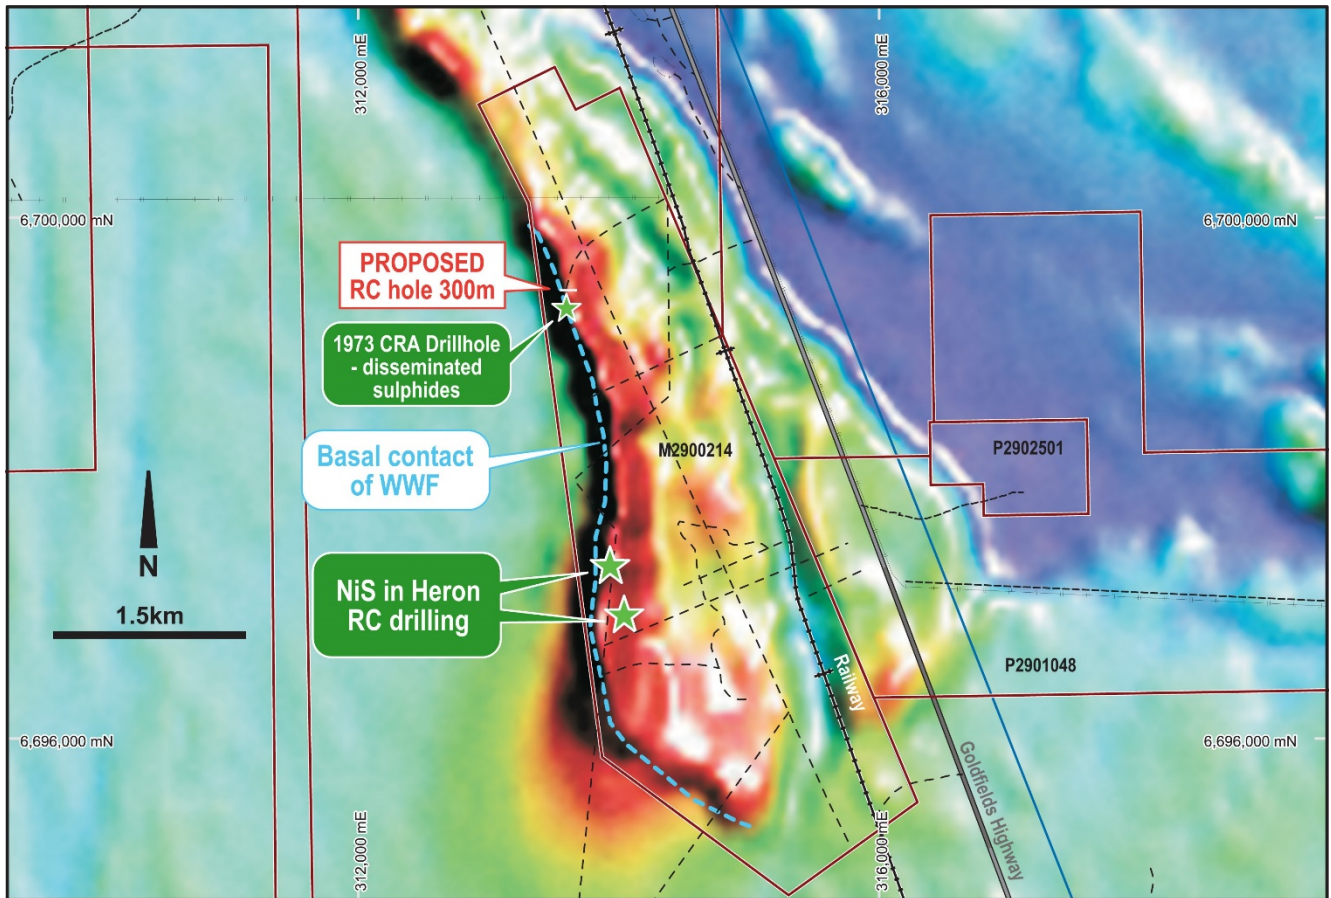 312,000 mE
316,000 mE
6,700,000 mN
6,700,000 mN
PROPOSED
RC hole 300m
1973 CRA Drillhole
- disseminated
sulphides
Basal contact
of WWF
M2900214
P2902501
N
1.5km
NiS in Heron
RC drilling
P2901048
Railway
6,696,000 mN
6,696,000 mN
Goldfields Highway
312,000 mE
316,000 mE